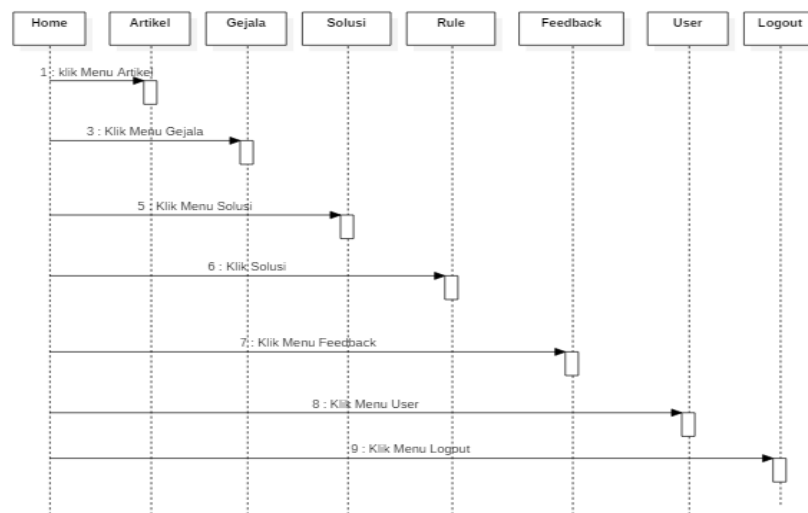 Home Artikel Gejala Solusi Rule Feedback User Logout
1 : klik Menu Artikel
3 : Klik Menu Gejala
5 : Klik Menu Solusi
6 : Klik Solusi
7 : Klik Menu Feedback
8 : Klik Menu User
9 : Klik Menu Logout